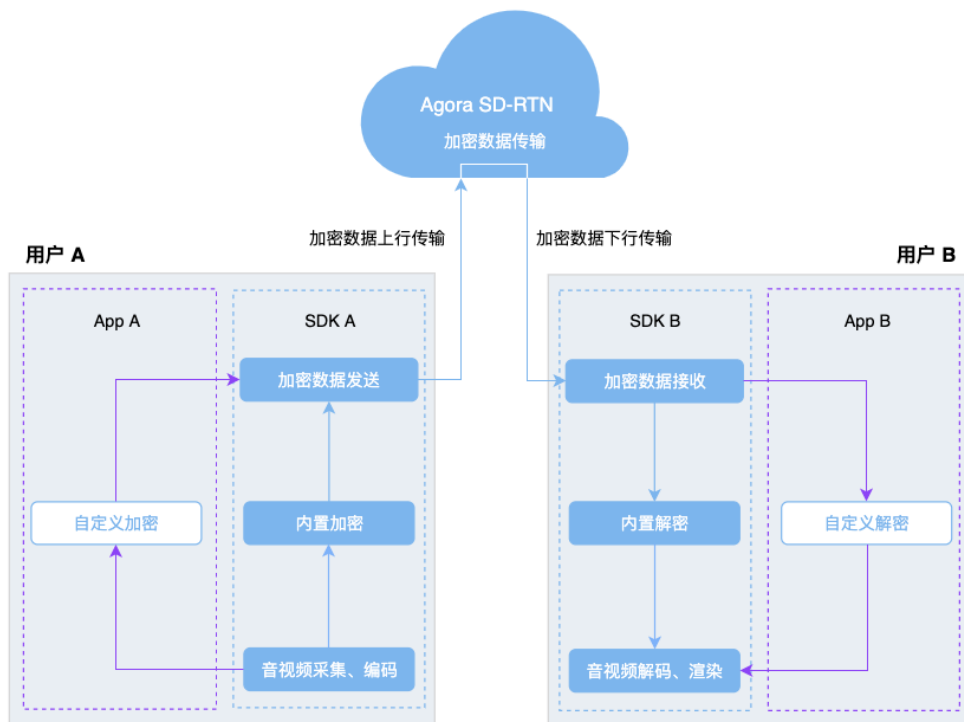 Agora SD-RTN
加密数据传输
加密数据上行传输
加密数据下行传输
用户 A
用户 B
App A
SDK A
SDK B
App B
加密数据发送
加密数据接收
自定义加密
内置加密
内置解密
自定义解密
音视频采集、编码
音视频解码、渲染